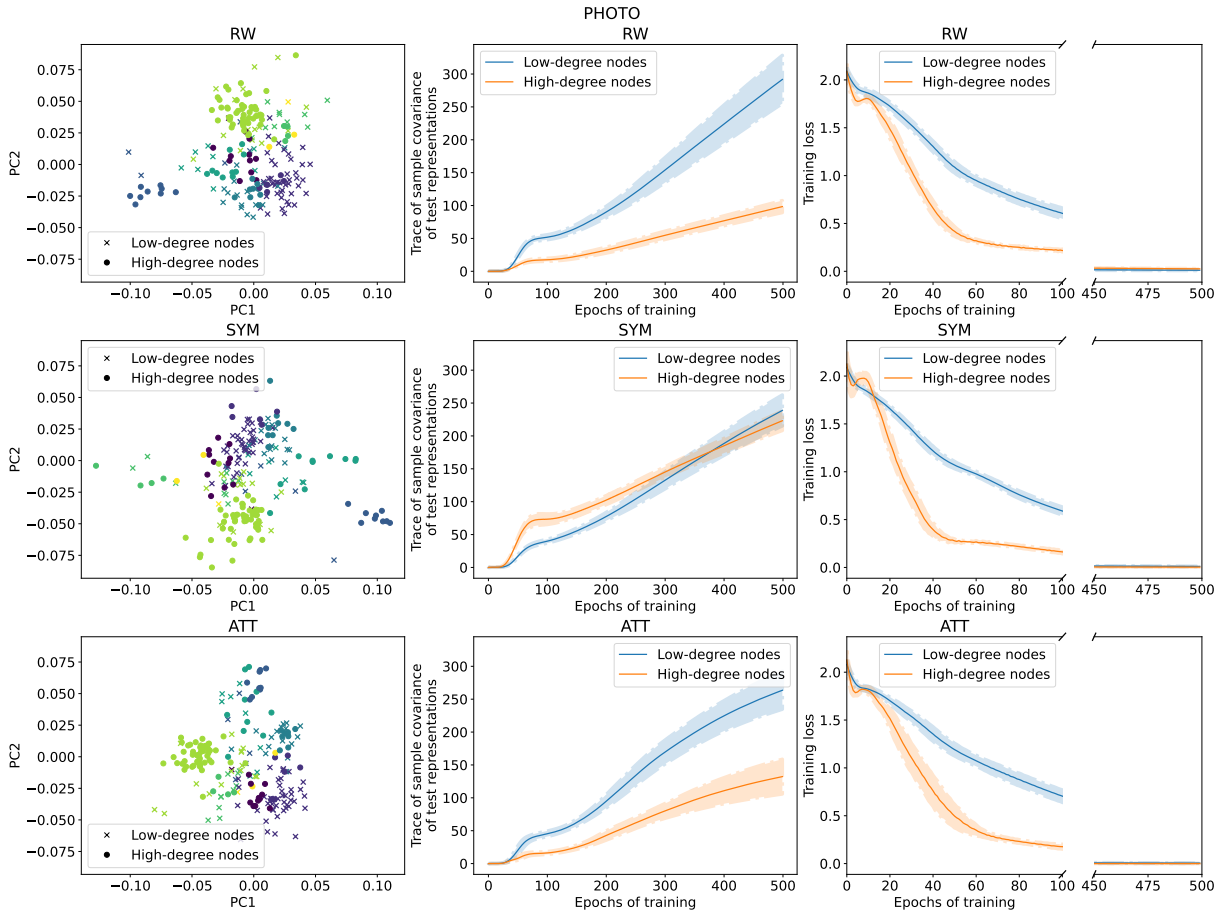 PHOTO
RW
RW
RW
0.075
0.050
0.025
0.000
−0.025
−0.050
−0.075
PC2
−0.10
−0.05
0.00
0.05
0.10
PC1
Low-degree nodes
High-degree nodes
300
250
200
150
100
50
0
Trace of sample covariance
of test representations
0
100
200
300
400
500
Epochs of training
Low-degree nodes
High-degree nodes
2.0
1.5
1.0
0.5
0.0
Training loss
0
20
40
60
80
100
450
475
500
Epochs of training
Low-degree nodes
High-degree nodes
SYM
SYM
SYM
0.075
0.050
0.025
0.000
−0.025
−0.050
−0.075
PC2
−0.10
−0.05
0.00
0.05
0.10
PC1
Low-degree nodes
High-degree nodes
300
250
200
150
100
50
0
Trace of sample covariance
of test representations
0
100
200
300
400
500
Epochs of training
Low-degree nodes
High-degree nodes
2.0
1.5
1.0
0.5
0.0
Training loss
0
20
40
60
80
100
450
475
500
Epochs of training
Low-degree nodes
High-degree nodes
ATT
ATT
ATT
0.075
0.050
0.025
0.000
−0.025
−0.050
−0.075
PC2
−0.10
−0.05
0.00
0.05
0.10
PC1
Low-degree nodes
High-degree nodes
300
250
200
150
100
50
0
Trace of sample covariance
of test representations
0
100
200
300
400
500
Epochs of training
Low-degree nodes
High-degree nodes
2.0
1.5
1.0
0.5
0.0
Training loss
0
20
40
60
80
100
450
475
500
Epochs of training
Low-degree nodes
High-degree nodes